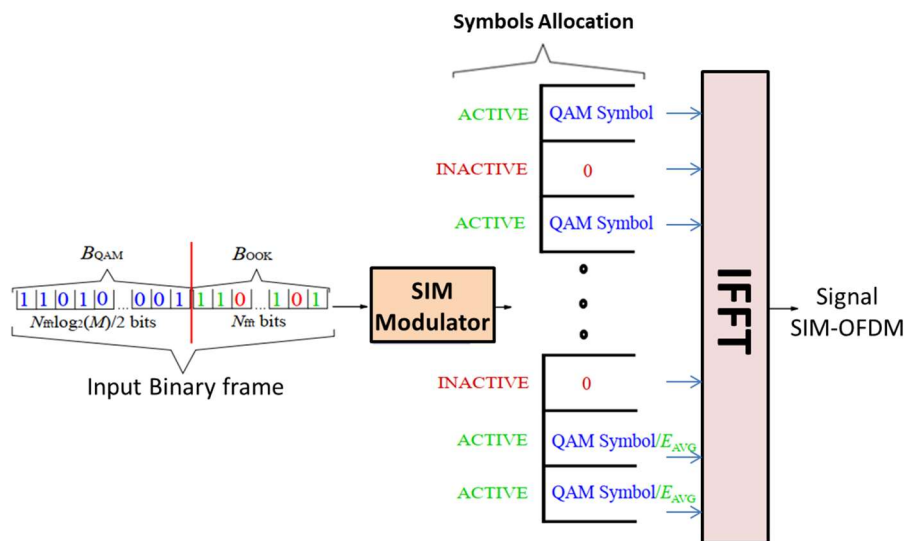 Symbols Allocation
ACTIVE QAM Symbol
INACTIVE 0
ACTIVE QAM Symbol
BQAM BOOK
1 1 0 1 0 ... 0 0 1 1 1 0 ... 1 0 1
Nfft log2(M)/2 bits Nfft bits
Input Binary frame
SIM
Modulator
INACTIVE 0
ACTIVE QAM Symbol/EAVG
ACTIVE QAM Symbol/EAVG
IFFT
Signal
SIM-OFDM